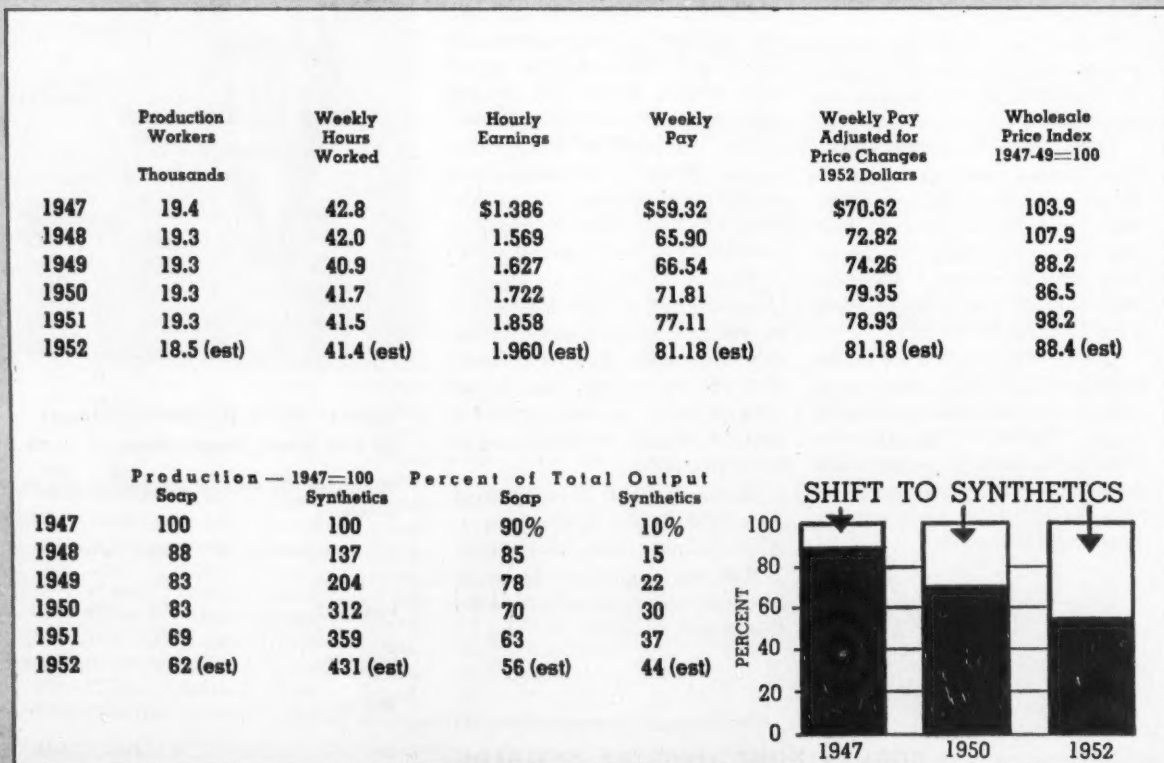 Production Weekly Hourly Weekly Weekly Pay Wholesale
Workers Hours Earnings Pay Adjusted for Price Index
Worked Price Changes 1947-49=100
Thousands 1952 Dollars
1947 19.4 42.8 $1.386 $59.32 $70.62 103.9
1948 19.3 42.0 1.569 65.90 72.82 107.9
1949 19.3 40.9 1.627 66.54 74.26 88.2
1950 19.3 41.7 1.722 71.81 79.35 86.5
1951 19.3 41.5 1.858 77.11 78.93 98.2
1952 18.5 (est) 41.4 (est) 1.960 (est) 81.18 (est) 81.18 (est) 88.4 (est)
Production — 1947=100 Percent of Total Output
Soap Synthetics Soap Synthetics
1947 100 100 90% 10%
1948 88 137 85 15
1949 83 204 78 22
1950 83 312 70 30
1951 69 359 63 37
1952 62 (est) 431 (est) 56 (est) 44 (est)
SHIFT TO SYNTHETICS
100
80
60
40
20
0
PERCENT
1947 1950 1952